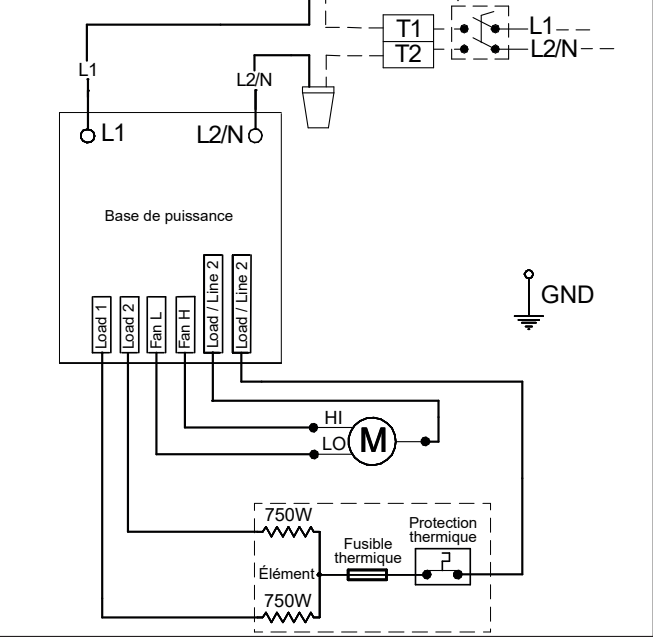 T1
L1
T2
L2/N
L1
L2/N
L1
L2/N
Base de puissance
Load 1
Load 2
Fan L
Fan H
Load / Line 2
Load / Line 2
GND
HI
M
LO
750W
Protection
thermique
Fusible
thermique
Élément
750W